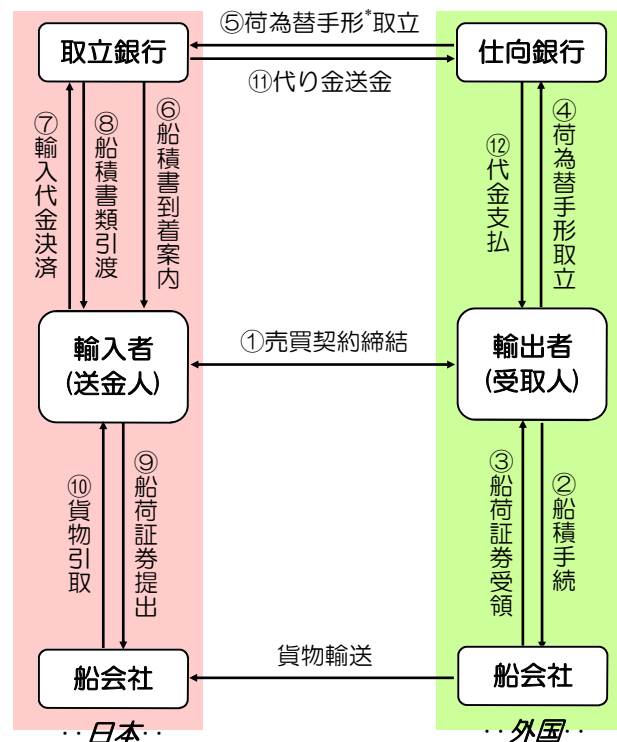 ⑤荷為替手形*取立
取立銀行
仕向銀行
⑪代り金送金
⑦輸入代金決済
⑧船積書類引渡
⑥船積書到着案内
⑫代金支払
④荷為替手形取立
輸入者
(送金人)
①売買契約締結
輸出者
(受取人)
⑩貨物引取
⑨船荷証券提出
③船荷証券受領
②船積手続
船会社
貨物輸送
船会社
‥日本‥
‥外国‥